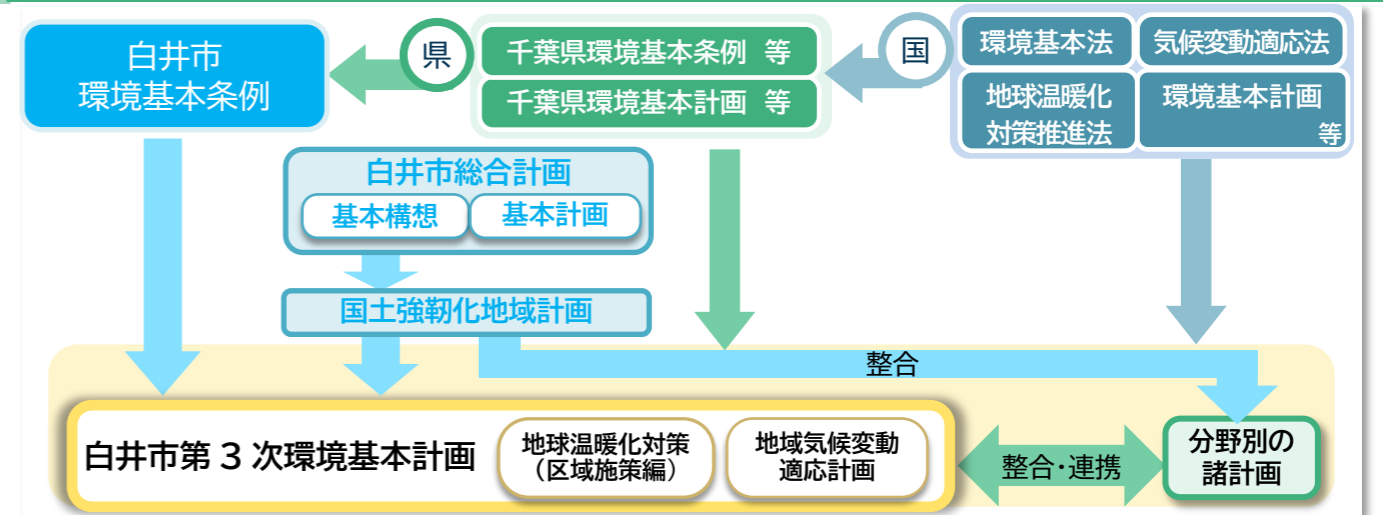 白井市
環境基本条例
県
千葉県環境基本条例 等
千葉県環境基本計画 等
国
環境基本法
気候変動適応法
地球温暖化
対策推進法
環境基本計画
等
白井市総合計画
基本構想
基本計画
国土強靭化地域計画
整合
白井市第3次環境基本計画
地球温暖化対策
（区域施策編）
地域気候変動
適応計画
整合・連携
分野別の
諸計画